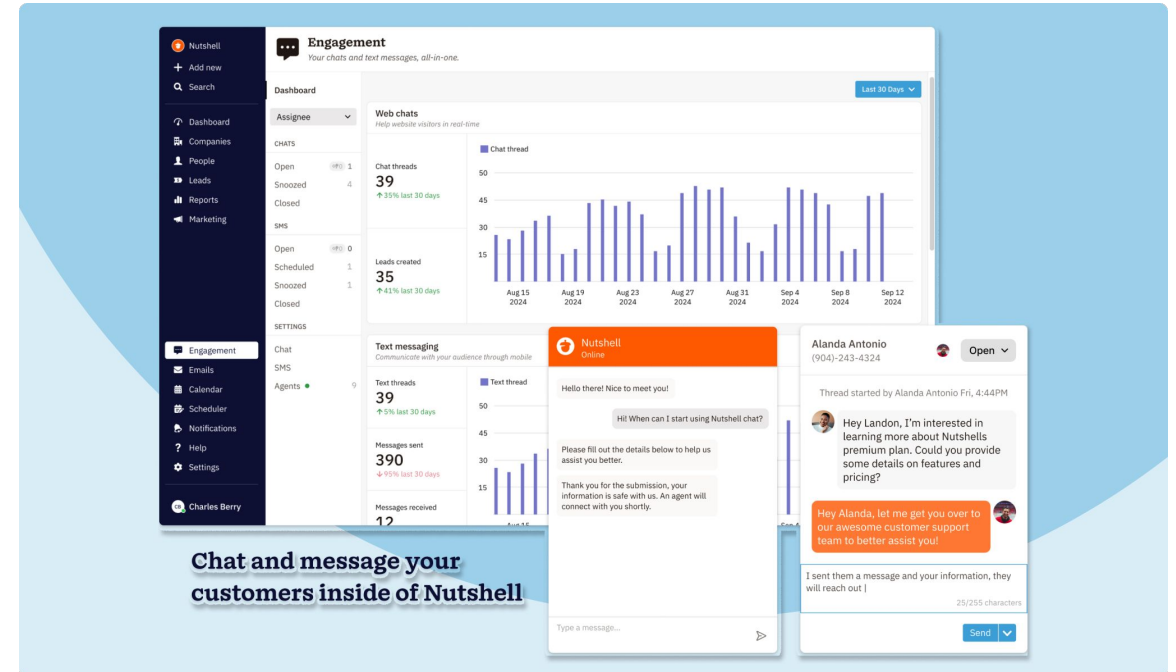 Nutshell
Add new
Search
Dashboard
Companies
People
Leads
Reports
Marketing
Engagement
Emails
Calendar
Scheduler
Notifications
Help
Settings
CB Charles Berry
Engagement
Your chats and text messages, all-in-one.
Dashboard
Assignee
CHATS
Open 1
Snoozed 4
Closed
SMS
Open 0
Scheduled 1
Snoozed 1
Closed
SETTINGS
Chat
SMS
Agents 9
Last 30 Days
Web chats
Help website visitors in real-time
Chat threads
39
35% last 30 days
Leads created
35
41% last 30 days
Chat thread
50
45
30
15
Aug 15 Aug 19 Aug 23 Aug 27 Aug 31 Sep 4 Sep 8 Sep 12
2024 2024 2024 2024 2024 2024 2024 2024
Text messaging
Communicate with your audience through mobile
Text threads
39
5% last 30 days
Messages sent
390
95% last 30 days
Messages received
12
Text thread
50
45
30
15
Nutshell
Online
Hello there! Nice to meet you!
Hi! When can I start using Nutshell chat?
Please fill out the details below to help us
assist you better.
Thank you for the submission, your
information is safe with us. An agent will
connect with you shortly.
Type a message...
Alanda Antonio
(904)-243-4324
Open
Thread started by Alanda Antonio Fri, 4:44PM
Hey Landon, I'm interested in
learning more about Nutshells
premium plan. Could you provide
some details on features and
pricing?
Hey Alanda, let me get you over to
our awesome customer support
team to better assist you!
I sent them a message and your information, they
will reach out |
25/255 characters
Send
Chat and message your
customers inside of Nutshell